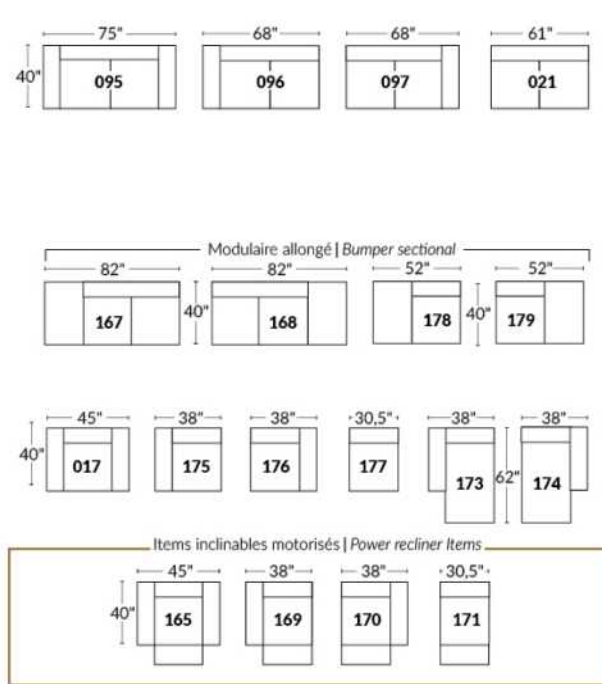 75" 68" 68" 61"
40" 095 096 097 021
Modulaire allongé | Bumper sectional
82" 82" 52" 52"
167 40" 168 178 40" 179
45" 38" 38" 30,5" 38" 38"
40" 017 175 176 177 173 62" 174
Items inclinables motorisés | Power recliner Items
45" 38" 38" 30,5"
40" 165 169 170 171